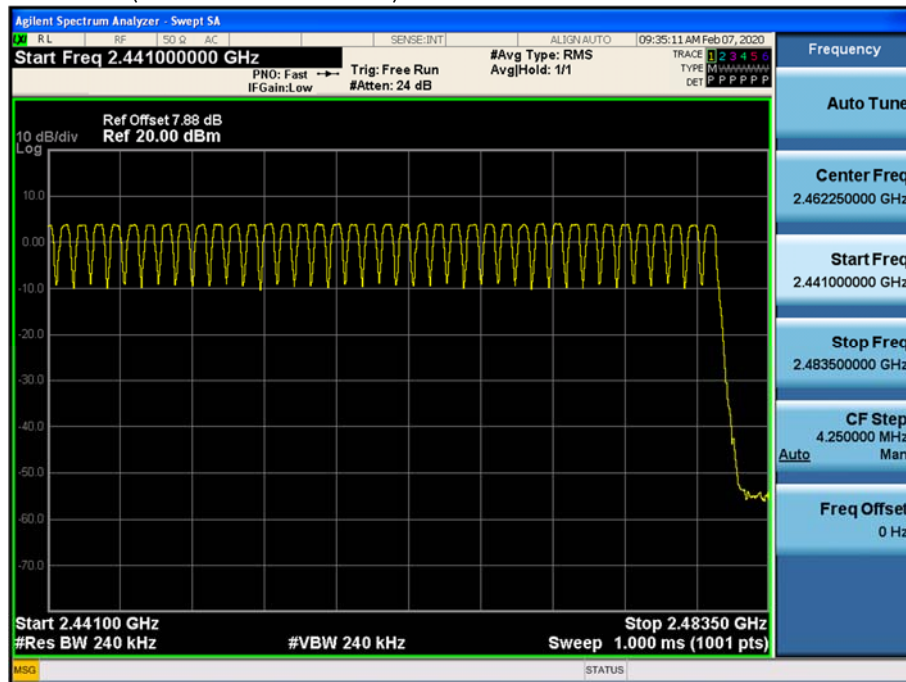 Agilent Spectrum Analyzer - Swept SA
LXI RL RF 50 Ω AC SENSE:INT ALIGN AUTO 09:35:11 AM Feb 07, 2020
Start Freq 2.441000000 GHz
PNO: Fast
IFGain:Low
Trig: Free Run
#Atten: 24 dB
#Avg Type: RMS
Avg|Hold: 1/1
TRACE 1 2 3 4 5 6
TYPE M
DET P P P P P P
Ref Offset 7.88 dB
10 dB/div Ref 20.00 dBm
Log
10.0
0.00
-10.0
-20.0
-30.0
-40.0
-50.0
-60.0
-70.0
Start 2.44100 GHz Stop 2.48350 GHz
#Res BW 240 kHz #VBW 240 kHz Sweep 1.000 ms (1001 pts)
MSG STATUS
Frequency
Auto Tune
Center Freq
2.462250000 GHz
Start Freq
2.441000000 GHz
Stop Freq
2.483500000 GHz
CF Step
4.250000 MHz
Auto Man
Freq Offset
0 Hz